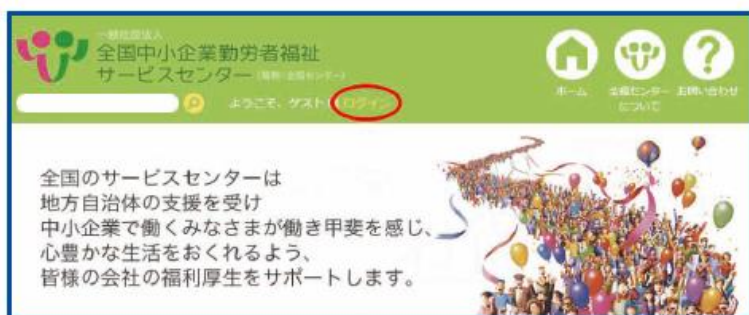 一般社団法人
全国中小企業勤労者福祉
サービスセンター
ようこそ、ゲスト
ログイン
ホーム
全福センター
について
お問い合わせ
全国のサービスセンターは
地方自治体の支援を受け
中小企業で働くみなさまが働き甲斐を感じ、
心豊かな生活をおくれるよう、
皆様の会社の福利厚生をサポートします。